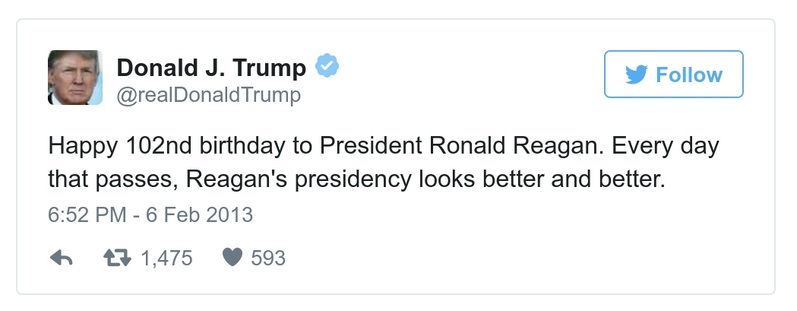 Donald J. Trump
@realDonaldTrump
Follow
Happy 102nd birthday to President Ronald Reagan. Every day
that passes, Reagan's presidency looks better and better.
6:52 PM - 6 Feb 2013
1,475 593